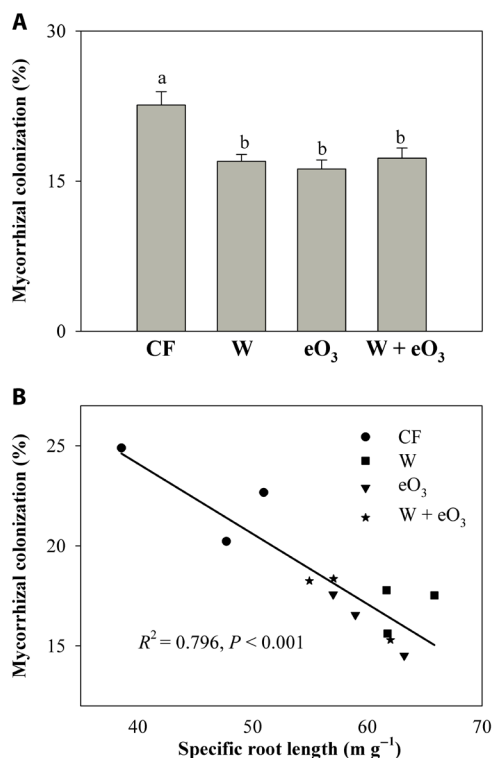 A
Mycorrhizal colonization (%)
30
15
0
a
b
b
b
CF
W
eO₃
W + eO₃
B
Mycorrhizal colonization (%)
25
20
15
CF
W
eO₃
W + eO₃
R² = 0.796, P < 0.001
40
50
60
70
Specific root length (m g⁻¹)